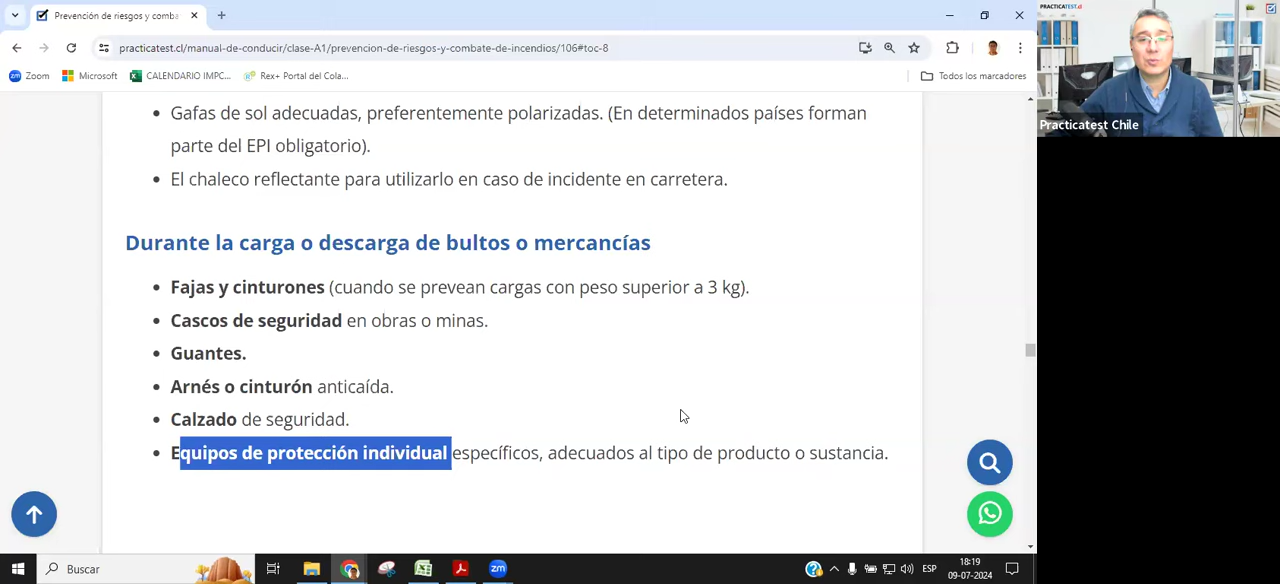 Prevención de riesgos y comba
practicatest.cl/manual-de-conducir/clase-A1/prevencion-de-riesgos-y-combate-de-incendios/106#toc-8
Zoom
Microsoft
CALENDARIO IMPC...
Rex+ Portal del Cola...
Todos los marcadores
PRACTICATEST.cl
Practicatest Chile
Gafas de sol adecuadas, preferentemente polarizadas. (En determinados países forman
parte del EPI obligatorio).
El chaleco reflectante para utilizarlo en caso de incidente en carretera.
Durante la carga o descarga de bultos o mercancías
Fajas y cinturones (cuando se prevean cargas con peso superior a 3 kg).
Cascos de seguridad en obras o minas.
Guantes.
Arnés o cinturón anticaída.
Calzado de seguridad.
Equipos de protección individual específicos, adecuados al tipo de producto o sustancia.
Buscar
ESP
18:19
09-07-2024